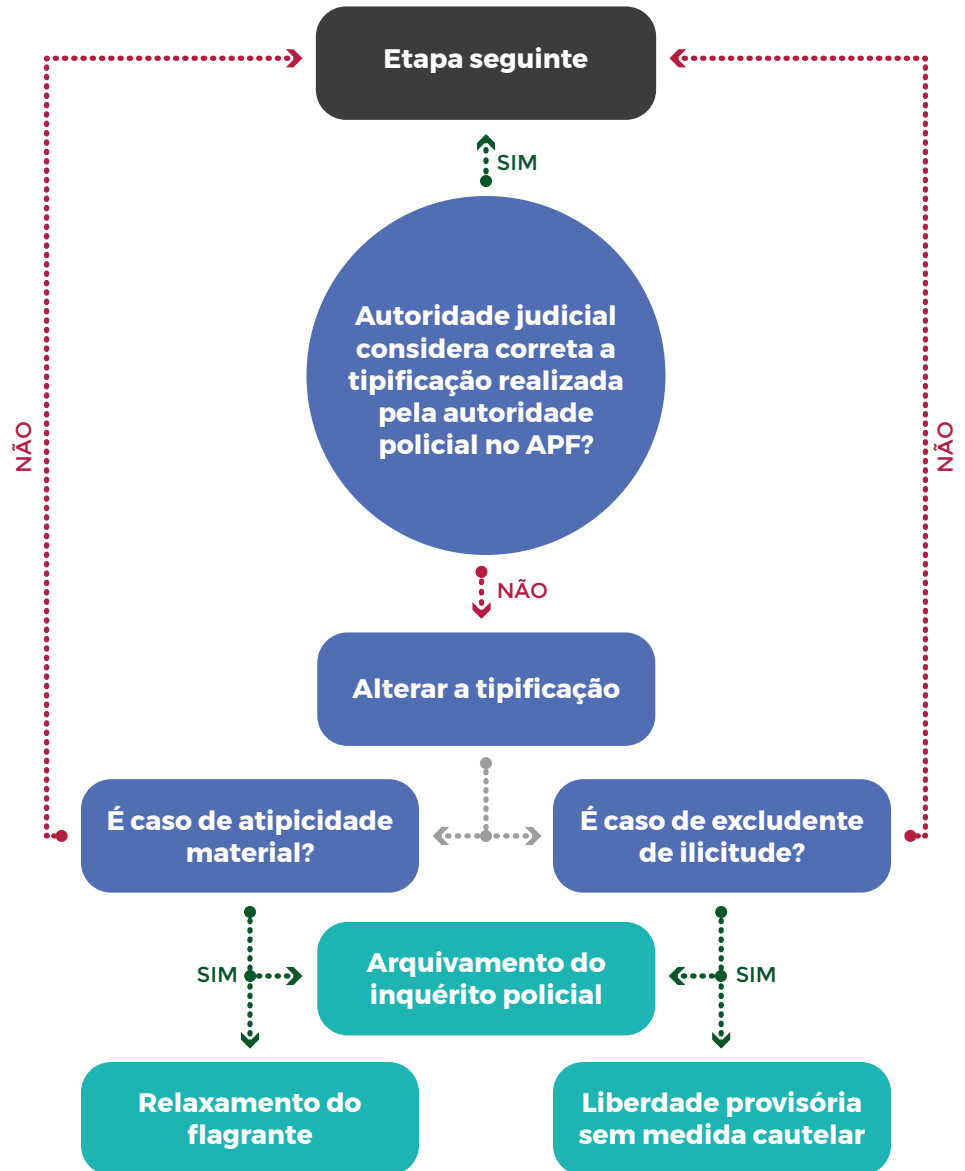 Etapa seguinte
SIM
Autoridade judicial
considera correta a
tipificação realizada
pela autoridade
policial no APF?
NÃO
NÃO
NÃO
Alterar a tipificação
É caso de atipicidade
material?
É caso de excludente
de ilicitude?
SIM
Arquivamento do
inquérito policial
SIM
Relaxamento do
flagrante
Liberdade provisória
sem medida cautelar